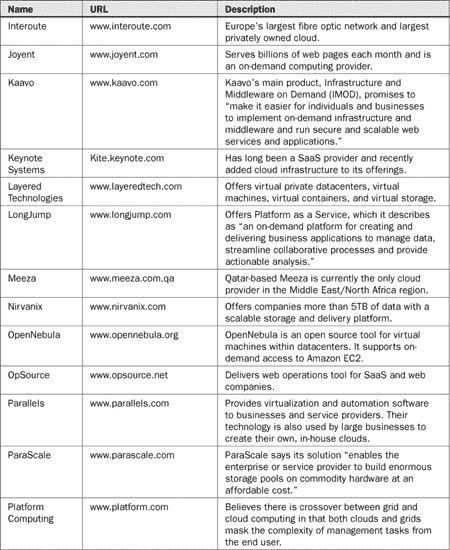 Name URL Description
Interoute www.interoute.com Europe's largest fibre optic network and largest
privately owned cloud.
Joyent www.joyent.com Serves billions of web pages each month and is
an on-demand computing provider.
Kaavo www.kaavo.com Kaavo's main product, Infrastructure and
Middleware on Demand (IMOD), promises to
"make it easier for individuals and businesses
to implement on-demand infrastructure and
middleware and run secure and scalable web
services and applications."
Keynote Kite.keynote.com Has long been a SaaS provider and recently
Systems added cloud infrastructure to its offerings.
Layered www.layeredtech.com Offers virtual private datacenters, virtual
Technologies machines, virtual containers, and virtual storage.
LongJump www.longjump.com Offers Platform as a Service, which it describes
as "an on-demand platform for creating and
delivering business applications to manage data,
streamline collaborative processes and provide
actionable analysis."
Meeza www.meeza.com.qa Qatar-based Meeza is currently the only cloud
provider in the Middle East/North Africa region.
Nirvanix www.nirvanix.com Offers companies more than 5TB of data with a
scalable storage and delivery platform.
OpenNebula www.opennebula.org OpenNebula is an open source tool for virtual
machines within datacenters. It supports on-
demand access to Amazon EC2.
OpSource www.opsource.net Delivers web operations tool for SaaS and web
companies.
Parallels www.parallels.com Provides virtualization and automation software
to businesses and service providers. Their
technology is also used by large businesses to
create their own, in-house clouds.
ParaScale www.parascale.com ParaScale says its solution "enables the
enterprise or service provider to build enormous
storage pools on commodity hardware at an
affordable cost."
Platform www.platform.com Believes there is crossover between grid and
Computing cloud computing in that both clouds and grids
mask the complexity of management tasks from
the end user.